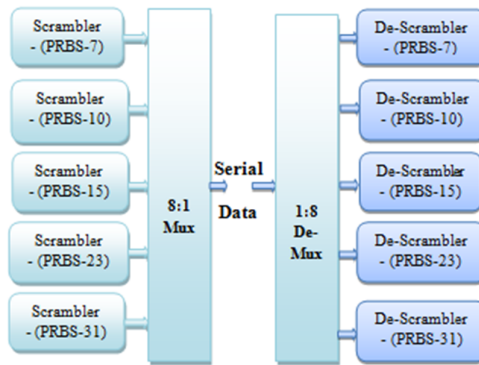 Scrambler
- (PRBS-7)
Scrambler
- (PRBS-10)
Scrambler
- (PRBS-15)
Scrambler
- (PRBS-23)
Scrambler
- (PRBS-31)
8:1
Mux
Serial
Data
1:8
De-
Mux
De-Scrambler
- (PRBS-7)
De-Scrambler
- (PRBS-10)
De-Scrambler
- (PRBS-15)
De-Scrambler
- (PRBS-23)
De-Scrambler
- (PRBS-31)